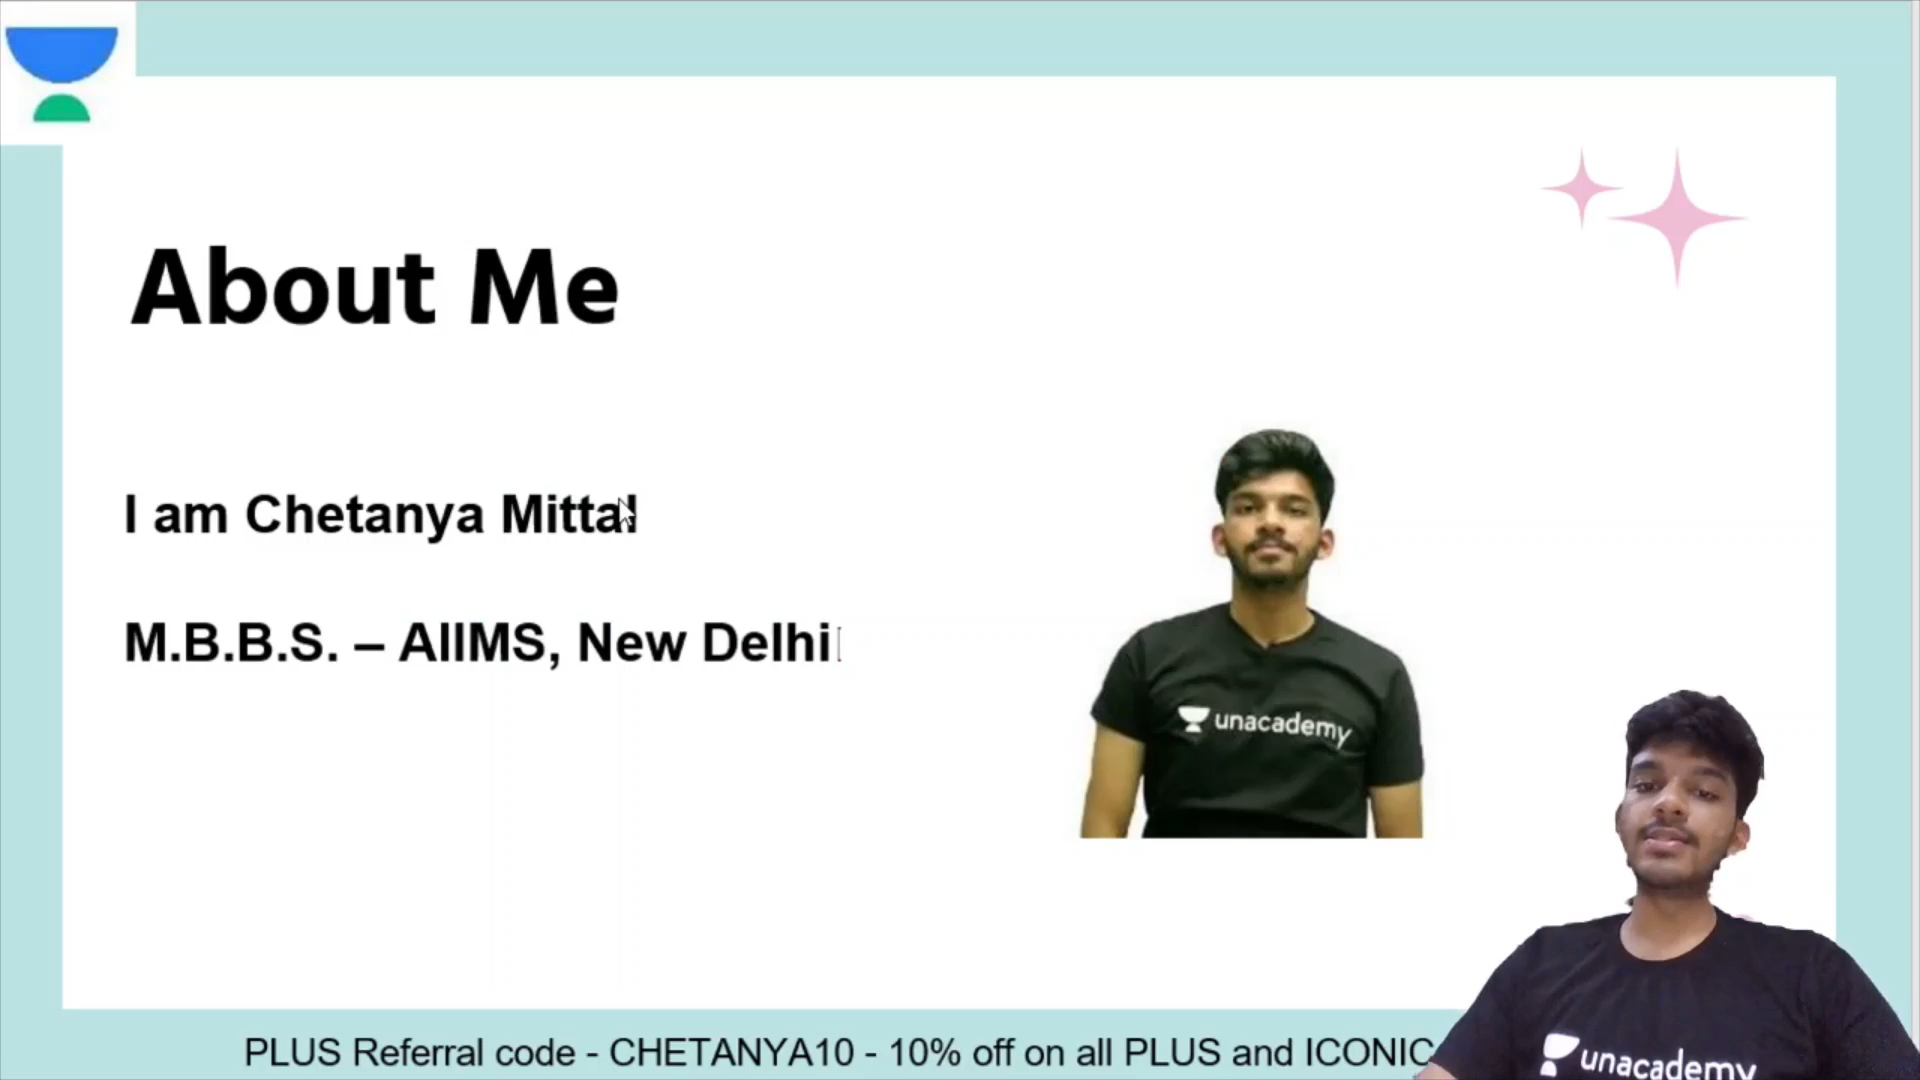 About Me
I am Chetanya Mittal
M.B.B.S. – AIIMS, New Delhi
unacademy
PLUS Referral code - CHETANYA10 - 10% off on all PLUS and ICONIC
unacademy